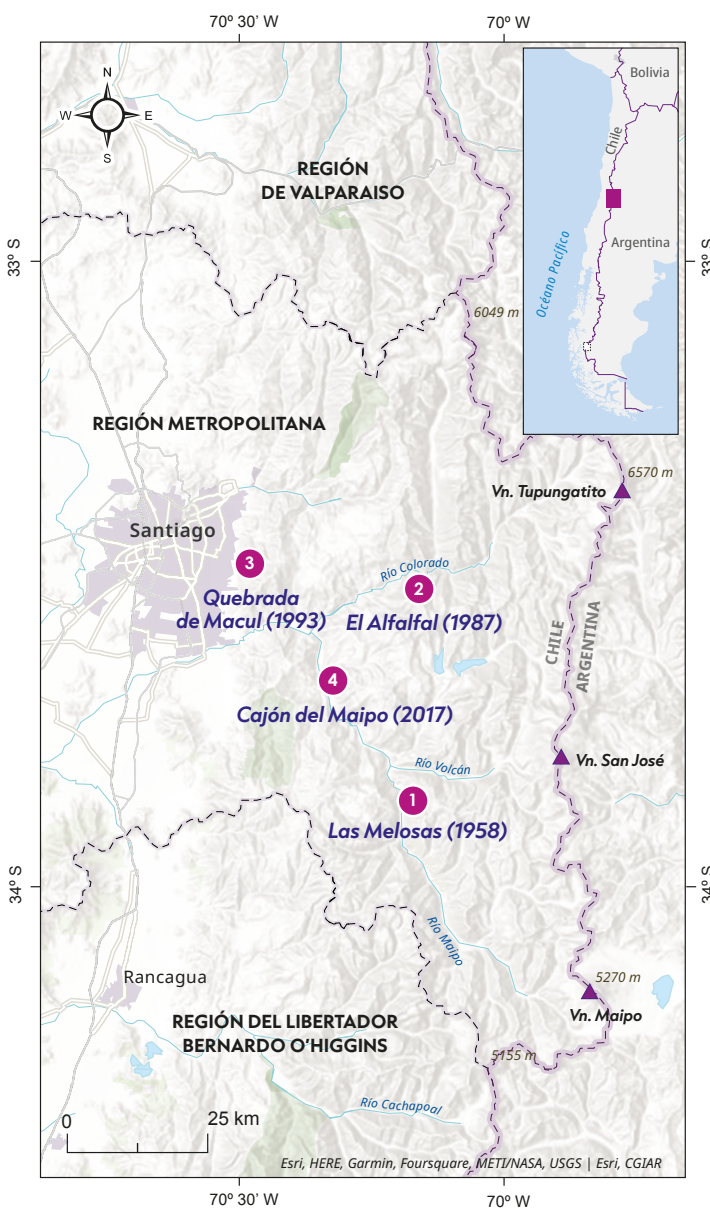 70º 30' W
70º W
N
W
E
S
Bolivia
Chile
Argentina
Océano Pacífico
REGIÓN
DE VALPARAISO
33º S
33º S
6049 m
REGIÓN METROPOLITANA
6570 m
Vn. Tupungatito
Santiago
3
Quebrada
de Macul (1993)
Río Colorado
2
El Alfalfal (1987)
CHILE
ARGENTINA
4
Cajón del Maipo (2017)
Río Volcán
Vn. San José
1
Las Melosas (1958)
34º S
34º S
Río Maipo
Rancagua
5270 m
Vn. Maipo
REGIÓN DEL LIBERTADOR
BERNARDO O'HIGGINS
5155 m
Río Cachapoal
0
25 km
Esri, HERE, Garmin, Foursquare, METI/NASA, USGS | Esri, CGIAR
70º 30' W
70º W